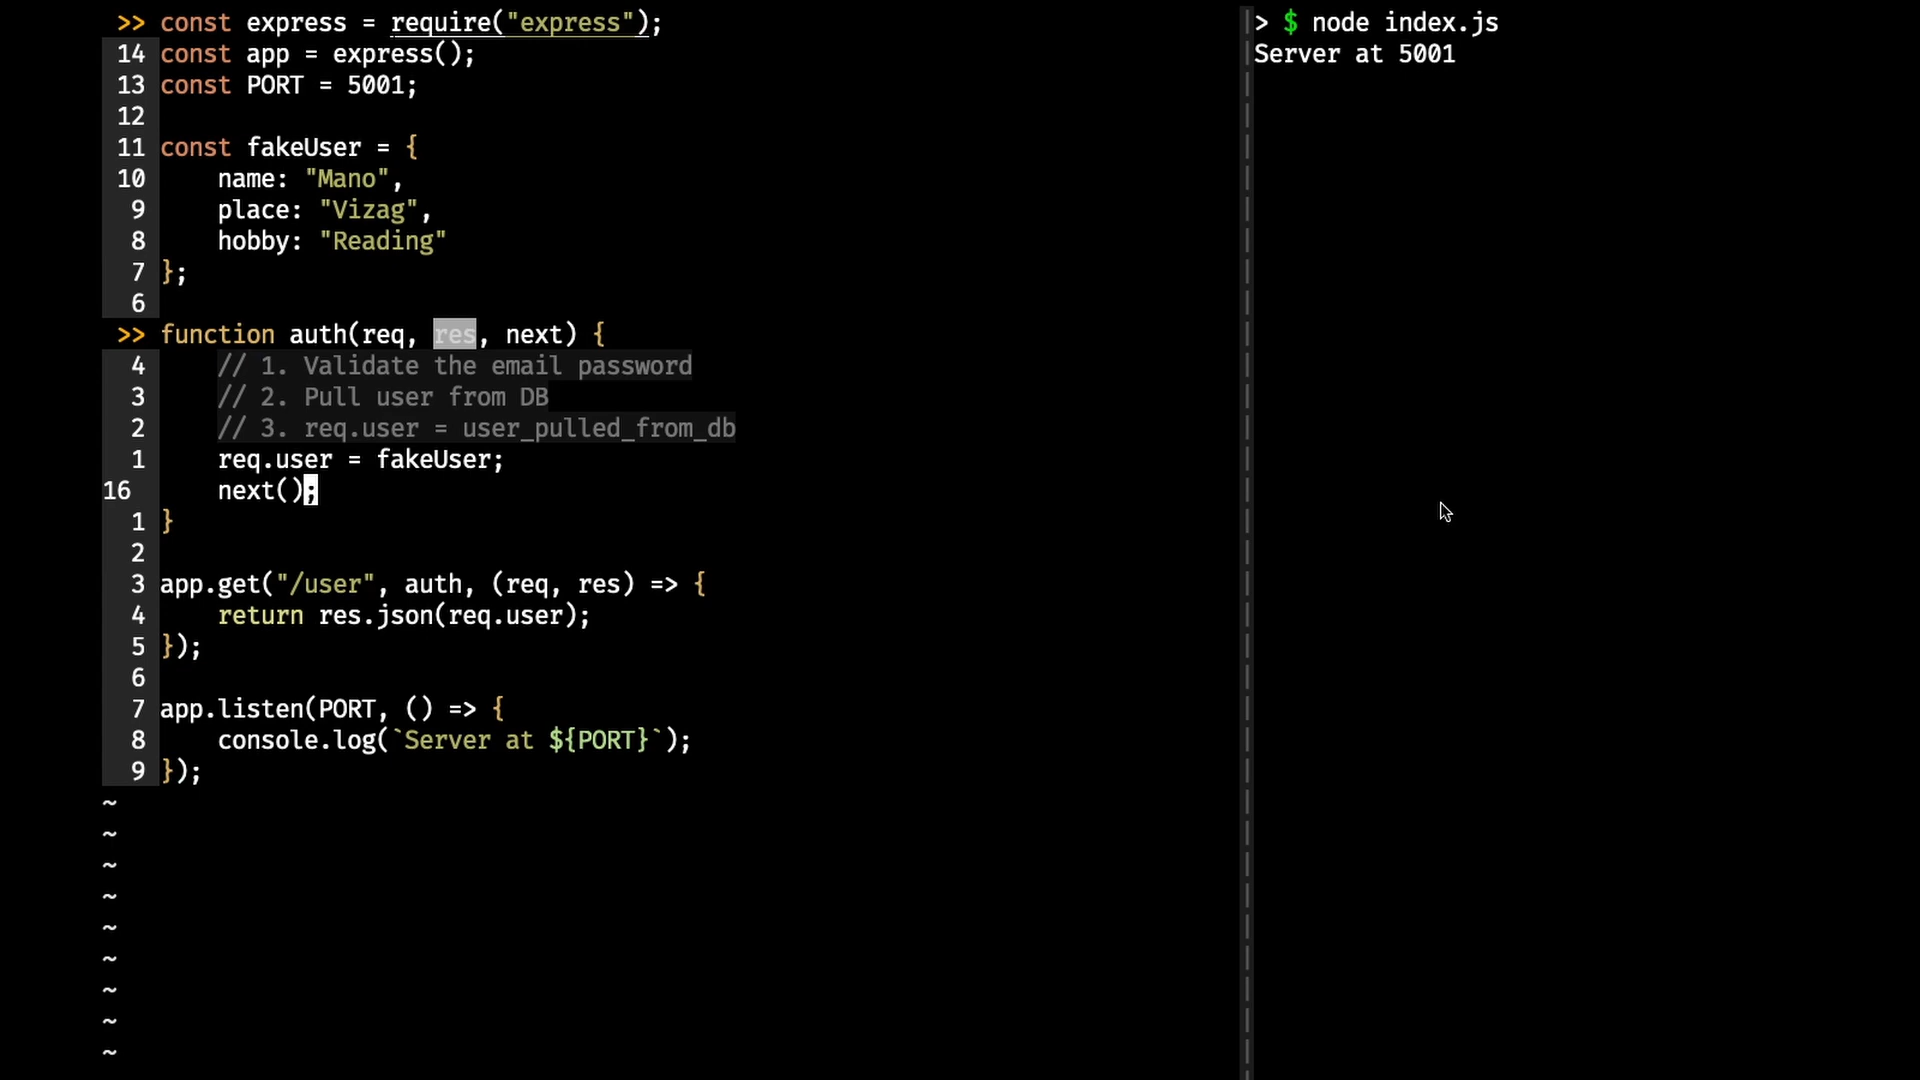 >> const express = require("express");
14 const app = express();
13 const PORT = 5001;
12
11 const fakeUser = {
10     name: "Mano",
9     place: "Vizag",
8     hobby: "Reading"
7 };
6
>> function auth(req, res, next) {
4     // 1. Validate the email password
3     // 2. Pull user from DB
2     // 3. req.user = user_pulled_from_db
1     req.user = fakeUser;
16     next();
1 }
2
3 app.get("/user", auth, (req, res) => {
4     return res.json(req.user);
5 });
6
7 app.listen(PORT, () => {
8     console.log(`Server at ${PORT}`);
9 });
~
~
~
~
~
~
~
~
~
> $ node index.js
Server at 5001